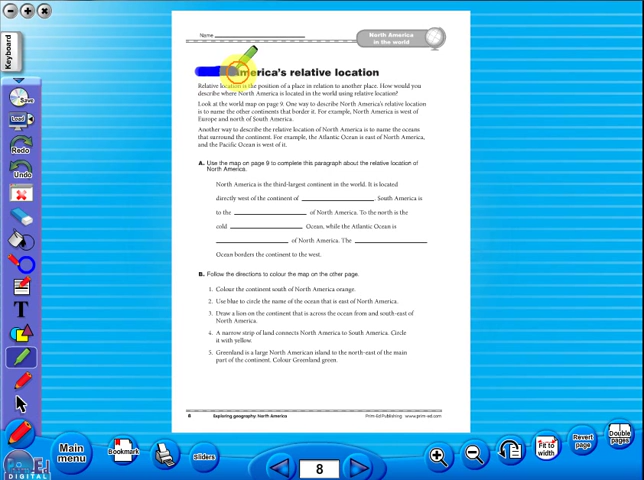 Keyboard
Save
Load
Redo
Undo
T
Name
North America
in the world
America's relative location
Relative location is the position of a place in relation to another place. How would you
describe where North America is located in the world using relative location?
Look at the world map on page 9. One way to describe North America's relative location
is to name the other continents that border it. For example, North America is west of
Europe and north of South America.
Another way to describe the relative location of North America is to name the oceans
that surround the continent. For example, the Atlantic Ocean is east of North America,
and the Pacific Ocean is west of it.
A. Use the map on page 9 to complete this paragraph about the relative location of
North America.
North America is the third-largest continent in the world. It is located
directly west of the continent of . South America is
to the of North America. To the north is the
cold Ocean, while the Atlantic Ocean is
of North America. The
Ocean borders the continent to the west.
B. Follow the directions to colour the map on the other page.
1. Colour the continent south of North America orange.
2. Use blue to circle the name of the ocean that is east of North America.
3. Draw a lion on the continent that is across the ocean from and south-east of
North America.
4. A narrow strip of land connects North America to South America. Circle
it with yellow.
5. Greenland is a large North American island to the north-east of the main
part of the continent. Colour Greenland green.
8 Exploring geography: North America Prim-Ed Publishing www.prim-ed.com
Prim Ed
DIGITAL
Main
menu
Bookmark
Sliders
8
Fit to
width
Revert
page
Double
pages